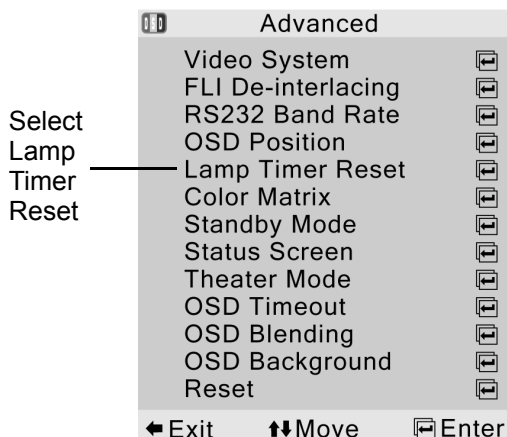 Advanced
Video System
FLI De-interlacing
RS232 Band Rate
OSD Position
Lamp Timer Reset
Color Matrix
Standby Mode
Status Screen
Theater Mode
OSD Timeout
OSD Blending
OSD Background
Reset
Exit Move Enter
Select
Lamp
Timer
Reset